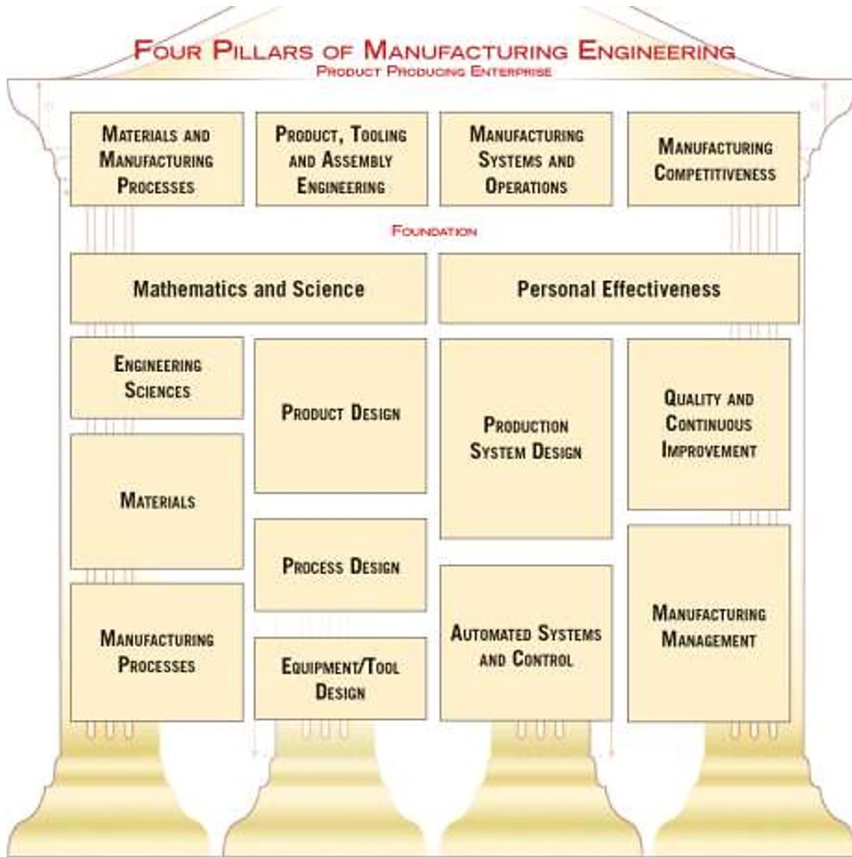 Four Pillars of Manufacturing Engineering
Product Producing Enterprise
Materials and
Manufacturing
Processes
Product, Tooling
and Assembly
Engineering
Manufacturing
Systems and
Operations
Manufacturing
Competitiveness
Foundation
Mathematics and Science
Personal Effectiveness
Engineering
Sciences
Materials
Manufacturing
Processes
Product Design
Process Design
Equipment/Tool
Design
Production
System Design
Automated Systems
and Control
Quality and
Continuous
Improvement
Manufacturing
Management